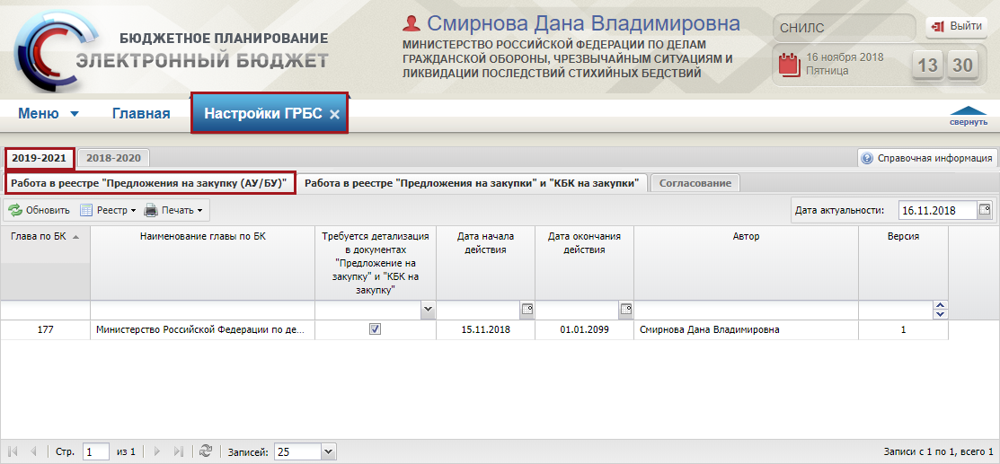 БЮДЖЕТНОЕ ПЛАНИРОВАНИЕ
ЭЛЕКТРОННЫЙ БЮДЖЕТ
Смирнова Дана Владимировна
МИНИСТЕРСТВО РОССИЙСКОЙ ФЕДЕРАЦИИ ПО ДЕЛАМ
ГРАЖДАНСКОЙ ОБОРОНЫ, ЧРЕЗВЫЧАЙНЫМ СИТУАЦИЯМ И
ЛИКВИДАЦИИ ПОСЛЕДСТВИЙ СТИХИЙНЫХ БЕДСТВИЙ
СНИЛС
Выйти
16 ноября 2018
Пятница
13 30
Меню
Главная
Настройки ГРБС
свернуть
2019-2021
2018-2020
Справочная информация
Работа в реестре "Предложения на закупку (АУ/БУ)"
Работа в реестре "Предложения на закупки" и "КБК на закупки"
Согласование
Обновить
Реестр
Печать
Дата актуальности:
16.11.2018
Глава по БК
Наименование главы по БК
Требуется детализация
в документах
"Предложение на
закупку" и "КБК на
закупку"
Дата начала
действия
Дата окончания
действия
Автор
Версия
177
Министерство Российской Федерации по де...
15.11.2018
01.01.2099
Смирнова Дана Владимировна
1
Стр.
1
из 1
Записей:
25
Записи с 1 по 1, всего 1